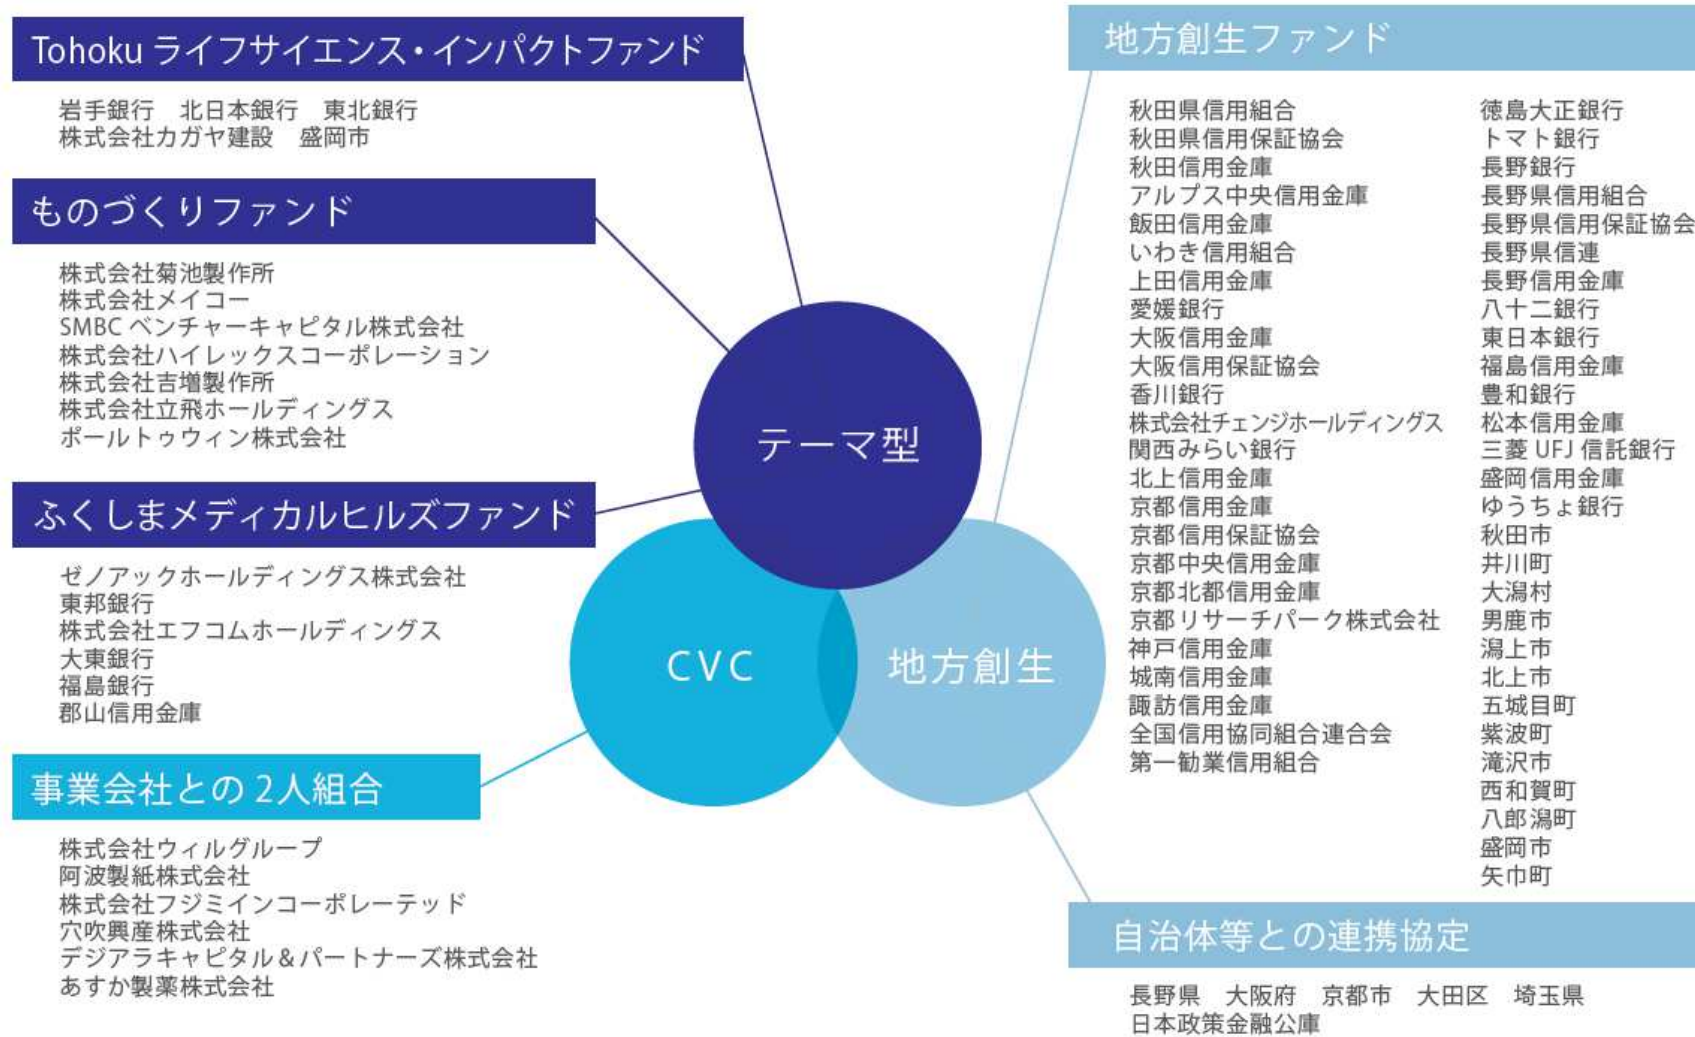 Tohoku ライフサイエンス・インパクトファンド
岩手銀行　北日本銀行　東北銀行
株式会社カガヤ建設　盛岡市
ものづくりファンド
株式会社菊池製作所
株式会社メイコー
SMBC ベンチャーキャピタル株式会社
株式会社ハイレックスコーポレーション
株式会社吉増製作所
株式会社立飛ホールディングス
ポールトゥウィン株式会社
ふくしまメディカルヒルズファンド
ゼノアックホールディングス株式会社
東邦銀行
株式会社エフコムホールディングス
大東銀行
福島銀行
郡山信用金庫
事業会社との 2人組合
株式会社ウィルグループ
阿波製紙株式会社
株式会社フジミインコーポレーテッド
穴吹興産株式会社
デジアラキャピタル＆パートナーズ株式会社
あすか製薬株式会社
テーマ型
CVC
地方創生
地方創生ファンド
秋田県信用組合
秋田県信用保証協会
秋田信用金庫
アルプス中央信用金庫
飯田信用金庫
いわき信用組合
上田信用金庫
愛媛銀行
大阪信用金庫
大阪信用保証協会
香川銀行
株式会社チェンジホールディングス
関西みらい銀行
北上信用金庫
京都信用金庫
京都信用保証協会
京都中央信用金庫
京都北都信用金庫
京都リサーチパーク株式会社
神戸信用金庫
城南信用金庫
諏訪信用金庫
全国信用協同組合連合会
第一勧業信用組合
徳島大正銀行
トマト銀行
長野銀行
長野県信用組合
長野県信用保証協会
長野県信連
長野信用金庫
八十二銀行
東日本銀行
福島信用金庫
豊和銀行
松本信用金庫
三菱 UFJ 信託銀行
盛岡信用金庫
ゆうちょ銀行
秋田市
井川町
大潟村
男鹿市
潟上市
北上市
五城目町
紫波町
滝沢市
西和賀町
八郎潟町
盛岡市
矢巾町
自治体等との連携協定
長野県　大阪府　京都市　大田区　埼玉県
日本政策金融公庫